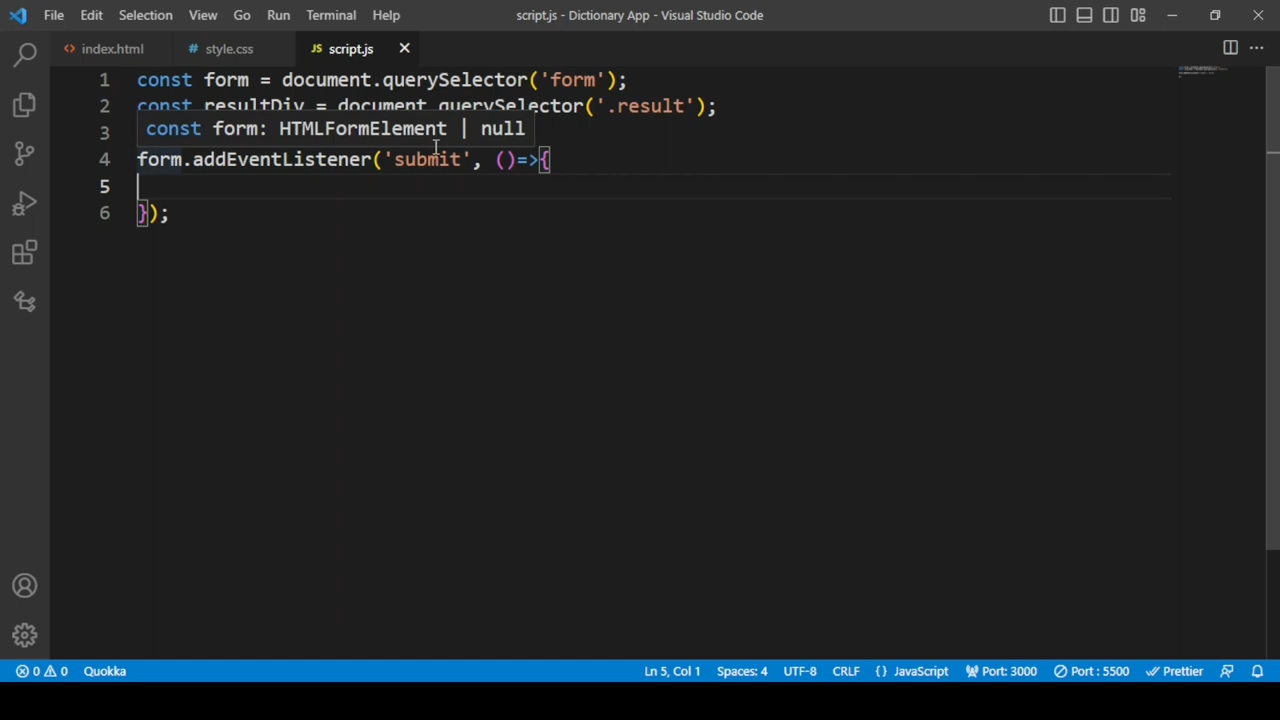 File Edit Selection View Go Run Terminal Help script.js - Dictionary App - Visual Studio Code
index.html # style.css JS script.js
1 const form = document.querySelector('form');
2 const resultDiv = document.querySelector('.result');
const form: HTMLFormElement | null
3
4 form.addEventListener('submit', ()=>{
5
6 });
0 0 Quokka Ln 5, Col 1 Spaces: 4 UTF-8 CRLF {} JavaScript Port: 3000 Port : 5500 Prettier